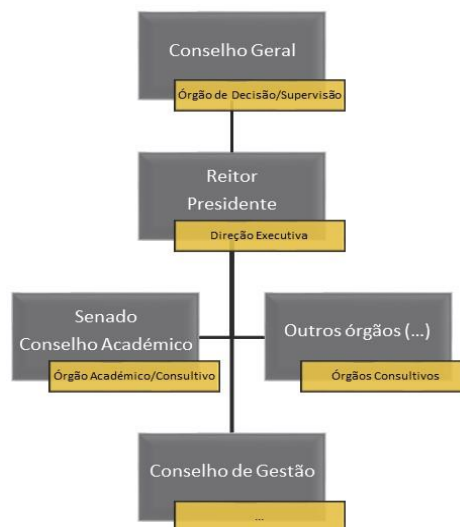 Conselho Geral
Órgão de Decisão/Supervisão
Reitor
Presidente
Direção Executiva
Senado
Conselho Académico
Órgão Académico/Consultivo
Outros órgãos (...)
Órgãos Consultivos
Conselho de Gestão
...